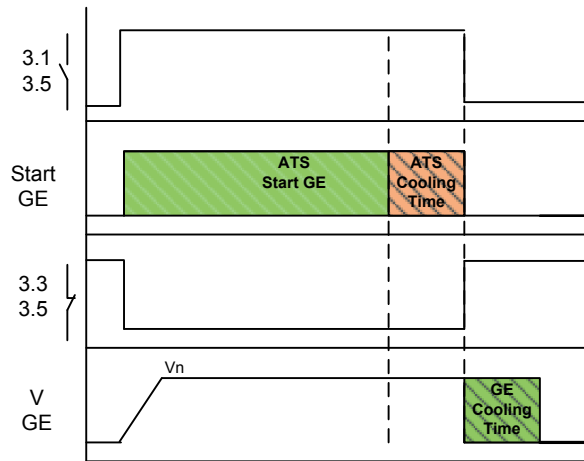 3.1
3.5
Start
GE
ATS
Start GE
ATS
Cooling
Time
3.3
3.5
V
GE
Vn
GE
Cooling
Time